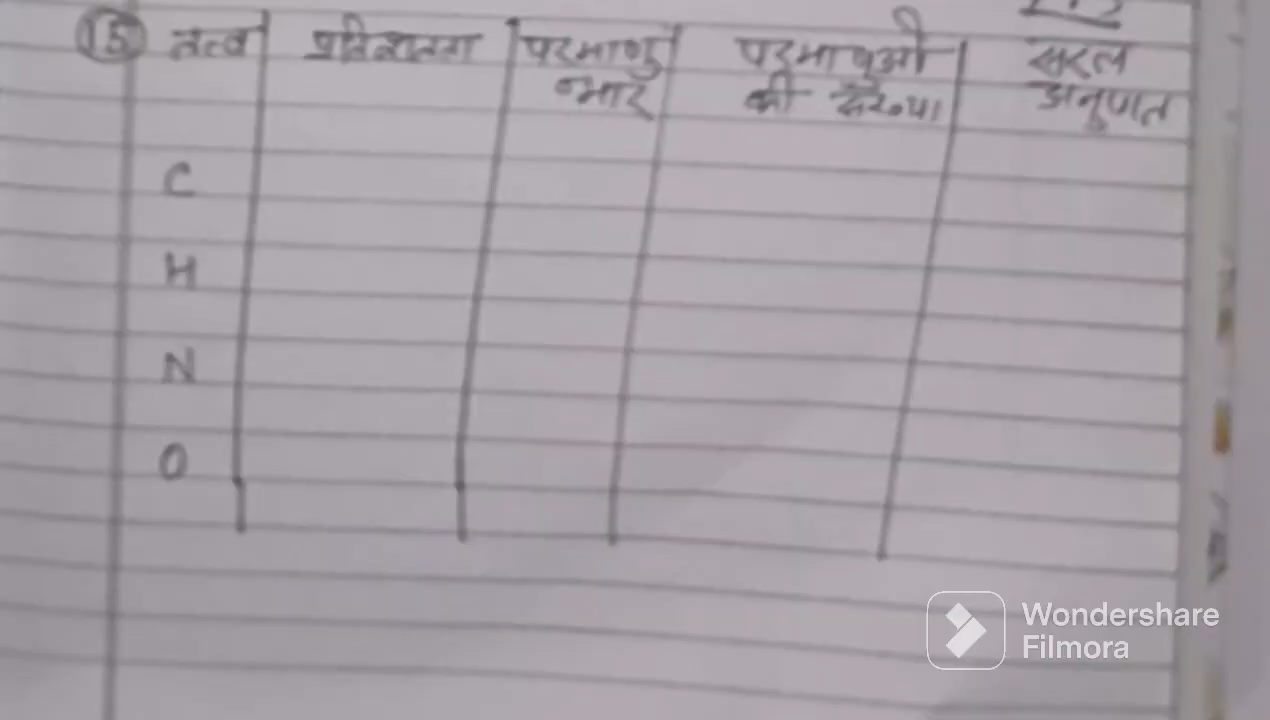 (15) तत्व प्रतिशतता परमाणु भार परमाणुओ की संख्या सरल अनुपात
C
H
N
O
Wondershare
Filmora